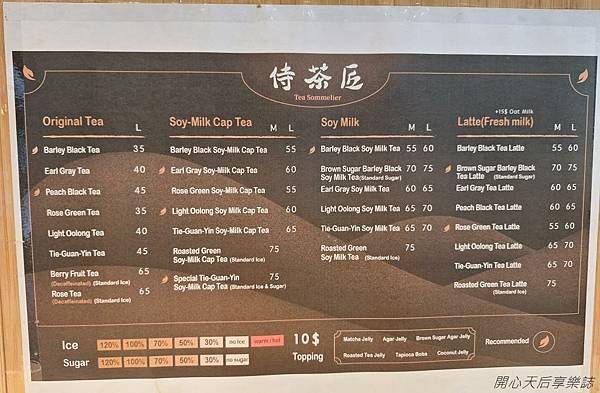 侍茶匠
Tea Sommelier
Original Tea L
Barley Black Tea 35
Earl Gray Tea 40
Peach Black Tea 45
Rose Green Tea 35
Light Oolong Tea 40
Tie-Guan-Yin Tea 45
Berry Fruit Tea 65
(Decaffeinated) (Standard Ice)
Rose Tea 65
(Decaffeinated) (Standard Ice)
Soy-Milk Cap Tea M L
Barley Black Soy-Milk Cap Tea 55
Earl Gray Soy-Milk Cap Tea 60
Rose Green Soy-Milk Cap Tea 55
Light Oolong Soy Milk Cap Tea 60
Tie-Guan-Yin Soy-Milk Cap Tea 65
Roasted Green 75
Soy-Milk Cap Tea (Standard Ice)
Special Tie-Guan-Yin 75
Soy-Milk Cap Tea (Standard Ice & Sugar)
Soy Milk M L
Barley Black Soy Milk Tea 55 60
Brown Sugar Barley Black 70 75
Soy Milk Tea(Standard Sugar)
Earl Gray Soy Milk Tea 60 65
Light Oolong Soy Milk Tea 65 70
Tie-Guan-Yin Soy Milk Tea 65 70
Roasted Green 75
Soy Milk Tea (Standard Ice)
+15$ Oat Milk
Latte(Fresh milk) M L
Barley Black Tea Latte 55 60
Brown Sugar Barley Black 70 75
Tea Latte (Standard Sugar)
Earl Gray Tea Latte 60 65
Peach Black Tea Latte 60 65
Rose Green Tea Latte 55 60
Light Oolong Tea Latte 65 70
Tie-Guan-Yin Tea Latte 65 70
Roasted Green Tea Latte 75
(Standard Ice)
Ice 120% 100% 70% 50% 30% no ice warm / hot
Sugar 120% 100% 70% 50% 30% no sugar
10$
Topping
Matcha Jelly Agar Jelly Brown Sugar Agar Jelly
Roasted Tea Jelly Tapioca Boba Coconut Jelly
Recommended
開心天后享樂誌